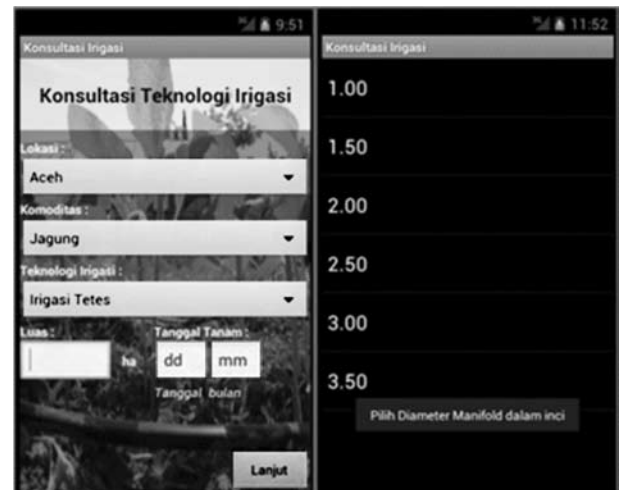 9:51
Konsultasi Irigasi
Konsultasi Teknologi Irigasi
Lokasi :
Aceh
Komoditas :
Jagung
Teknologi Irigasi :
Irigasi Tetes
Luas : Tanggal Tanam :
ha dd mm
Tanggal bulan
Lanjut
11:52
Konsultasi Irigasi
1.00
1.50
2.00
2.50
3.00
3.50
Pilih Diameter Manifold dalam inci